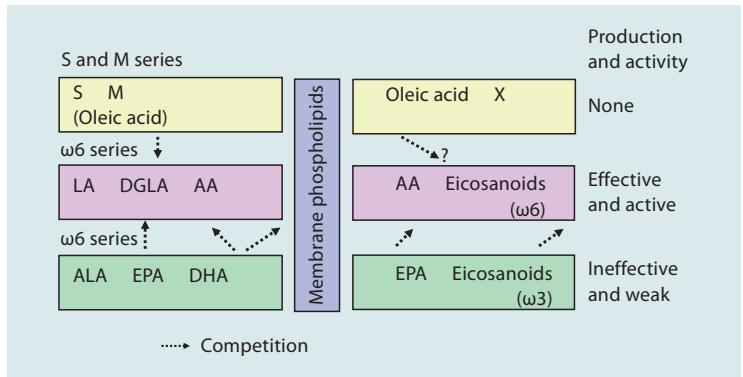 S and M series
S M
(Oleic acid)
ω6 series
LA DGLA AA
ω6 series
ALA EPA DHA
Membrane phospholipids
Production
and activity
Oleic acid X
None
?
AA Eicosanoids
(ω6)
Effective
and active
EPA Eicosanoids
(ω3)
Ineffective
and weak
Competition